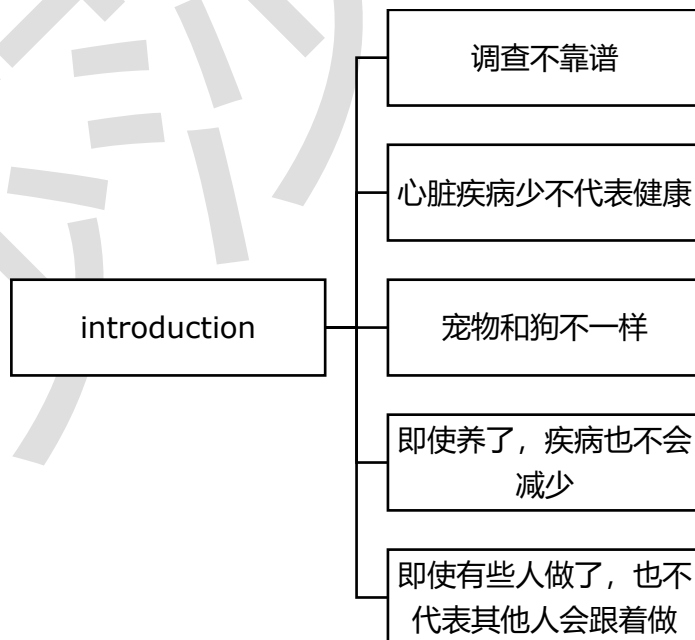 调查不靠谱
心脏疾病少不代表健康
introduction
宠物和狗不一样
即使养了，疾病也不会
减少
即使有些人做了，也不
代表其他人会跟着做